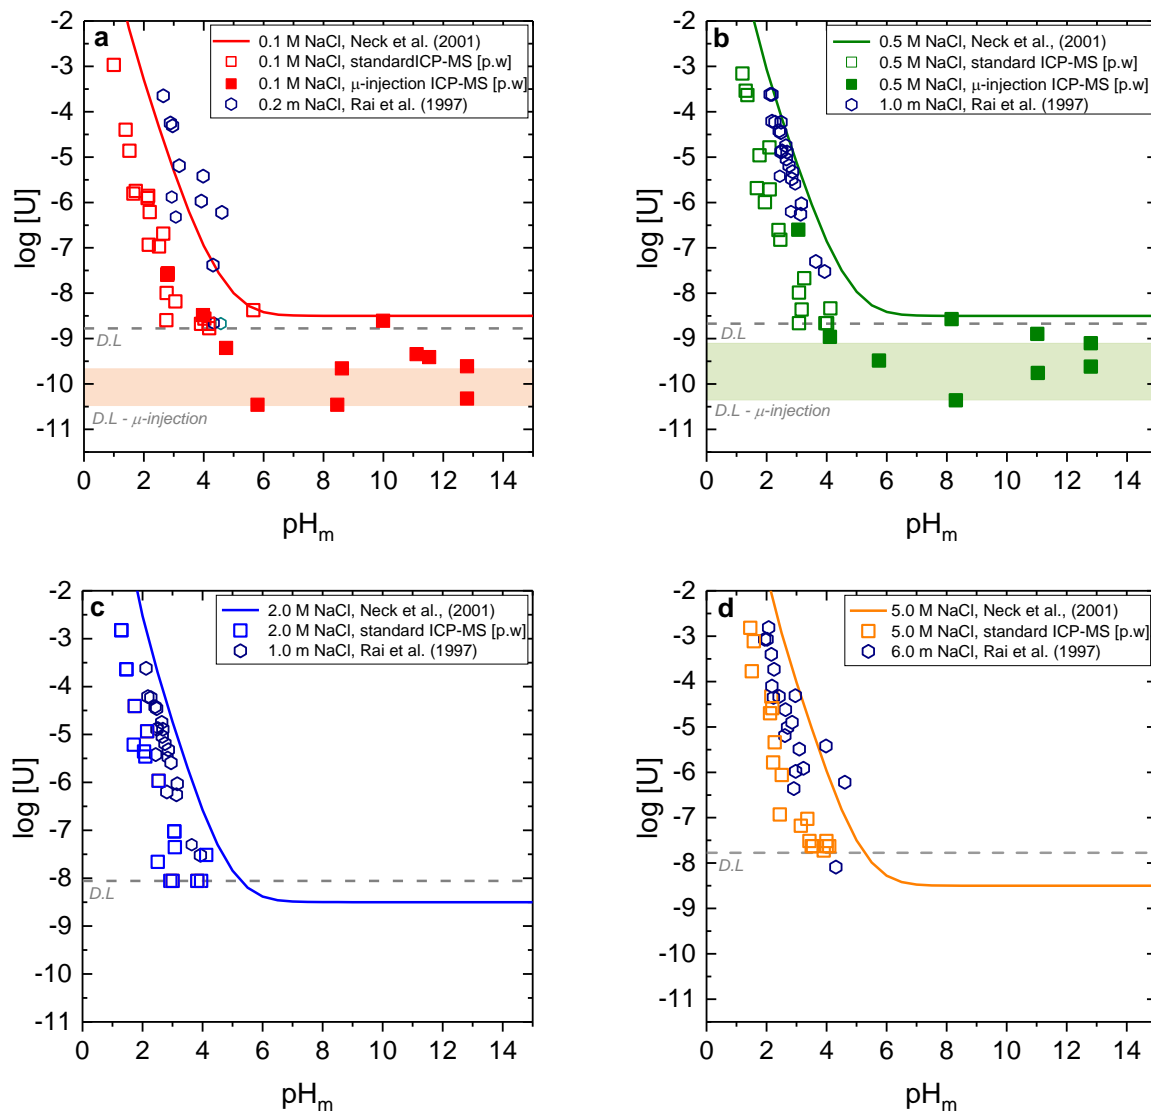 a
0.1 M NaCl, Neck et al. (2001)
0.1 M NaCl, standardICP-MS [p.w]
0.1 M NaCl, μ-injection ICP-MS [p.w]
0.2 m NaCl, Rai et al. (1997)
-2
-3
-4
-5
-6
-7
-8
-9
-10
-11
log [U]
D.L
D.L - μ-injection
0 2 4 6 8 10 12 14
pHm
b
0.5 M NaCl, Neck et al., (2001)
0.5 M NaCl, standard ICP-MS [p.w]
0.5 M NaCl, μ-injection ICP-MS [p.w]
1.0 m NaCl, Rai et al. (1997)
-2
-3
-4
-5
-6
-7
-8
-9
-10
-11
log [U]
D.L
D.L - μ-injection
0 2 4 6 8 10 12 14
pHm
c
2.0 M NaCl, Neck et al., (2001)
2.0 M NaCl, standard ICP-MS [p.w]
1.0 m NaCl, Rai et al. (1997)
-2
-3
-4
-5
-6
-7
-8
-9
-10
-11
log [U]
D.L
0 2 4 6 8 10 12 14
pHm
d
5.0 M NaCl, Neck et al., (2001)
5.0 M NaCl, standard ICP-MS [p.w]
6.0 m NaCl, Rai et al. (1997)
-2
-3
-4
-5
-6
-7
-8
-9
-10
-11
log [U]
D.L
0 2 4 6 8 10 12 14
pHm